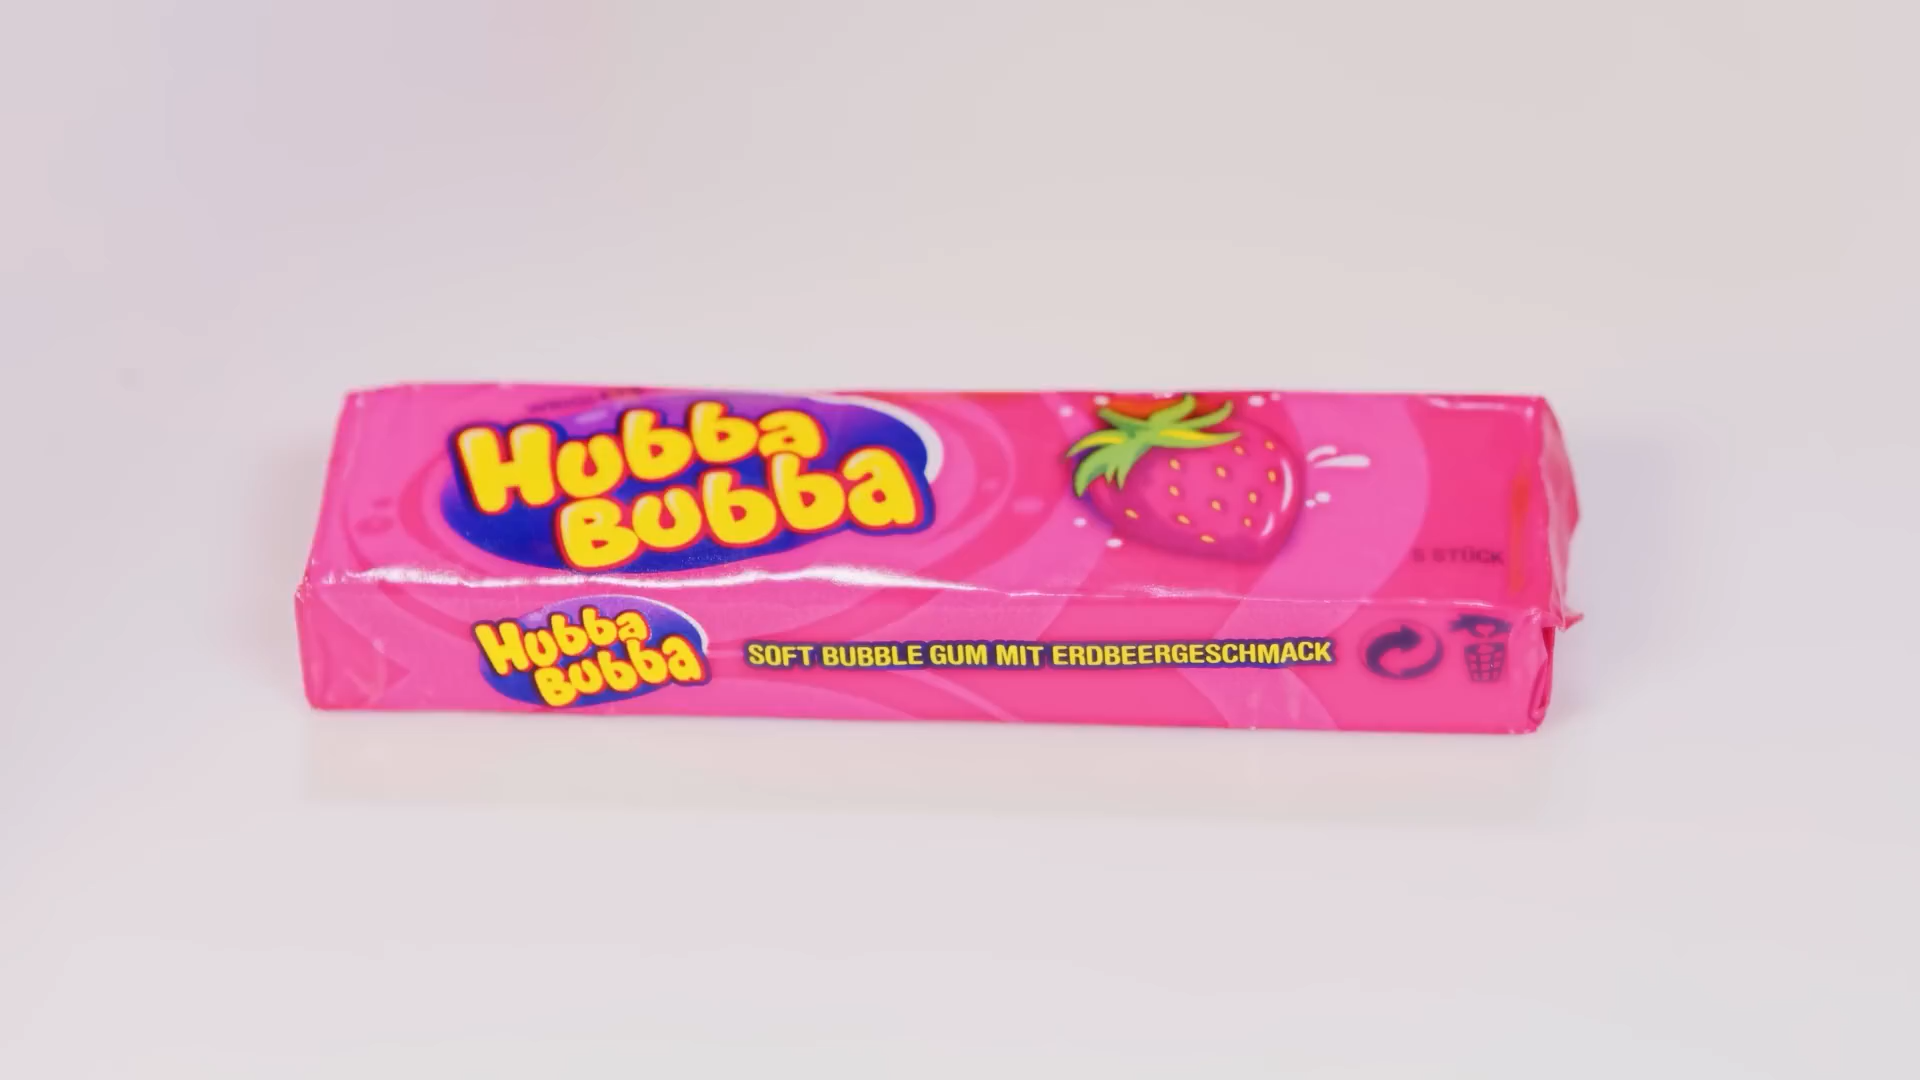 Hubba
Bubba
5 STÜCK
Hubba
Bubba
SOFT BUBBLE GUM MIT ERDBEERGESCHMACK